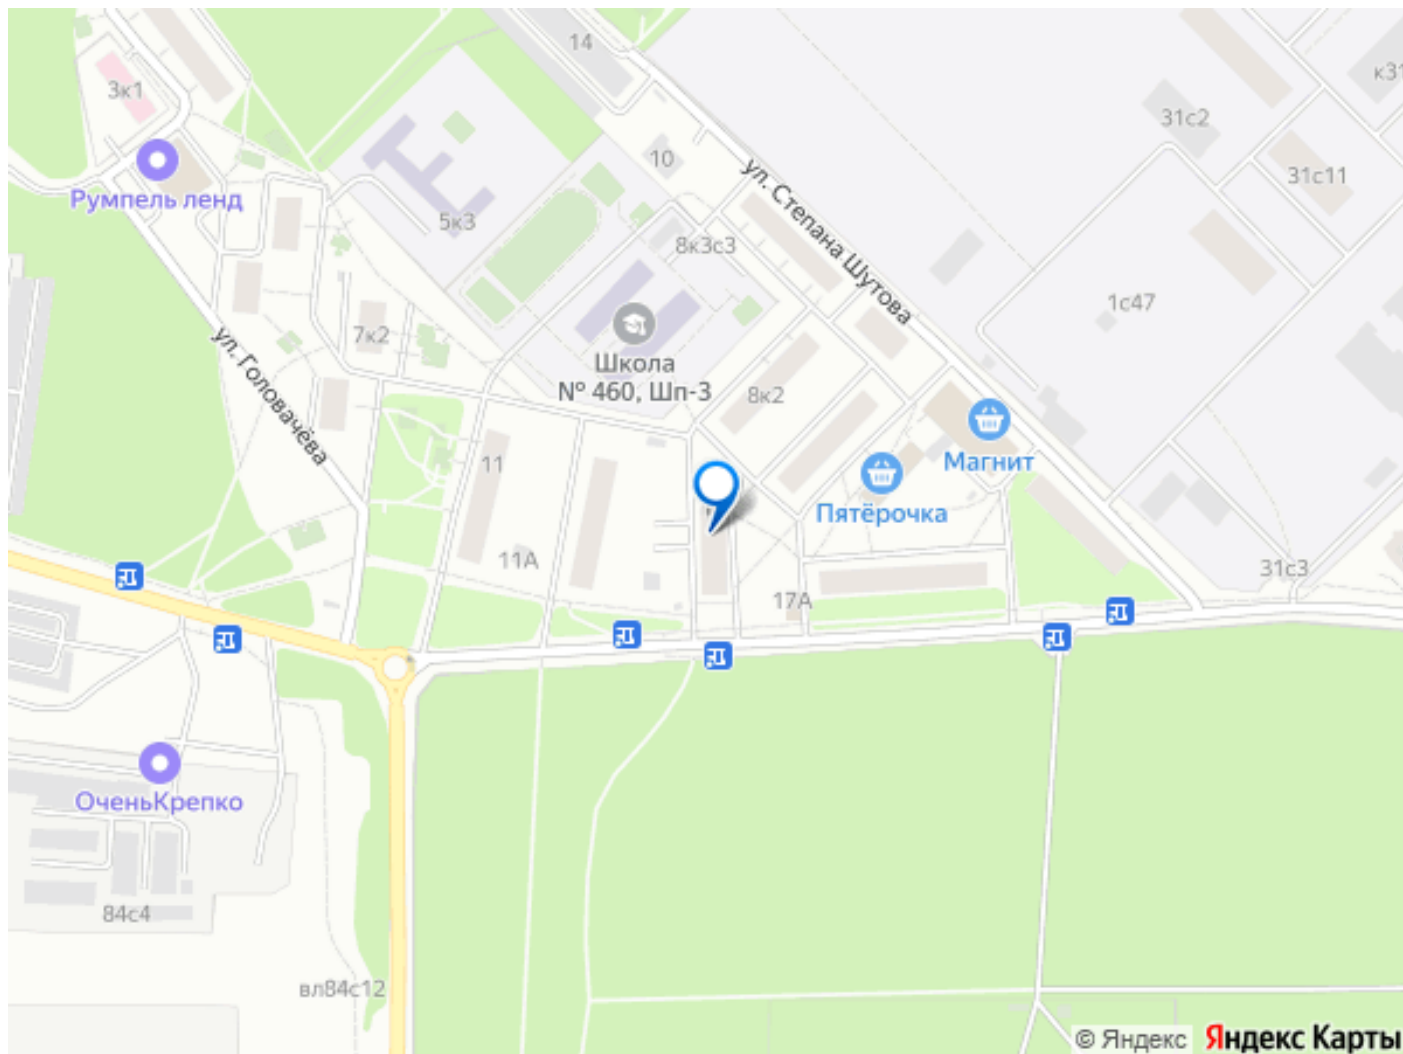 14
к31
3к1
31с2
10
31с11
Румпель ленд
ул. Степана Шутова
5к3
8к3с3
1с47
7к2
ул. Головачёва
Школа
№ 460, Шп-3
8к2
Магнит
11
Пятёрочка
11А
31с3
17А
ОченьКрепко
84с4
вл84с12
© Яндекс Яндекс Карты